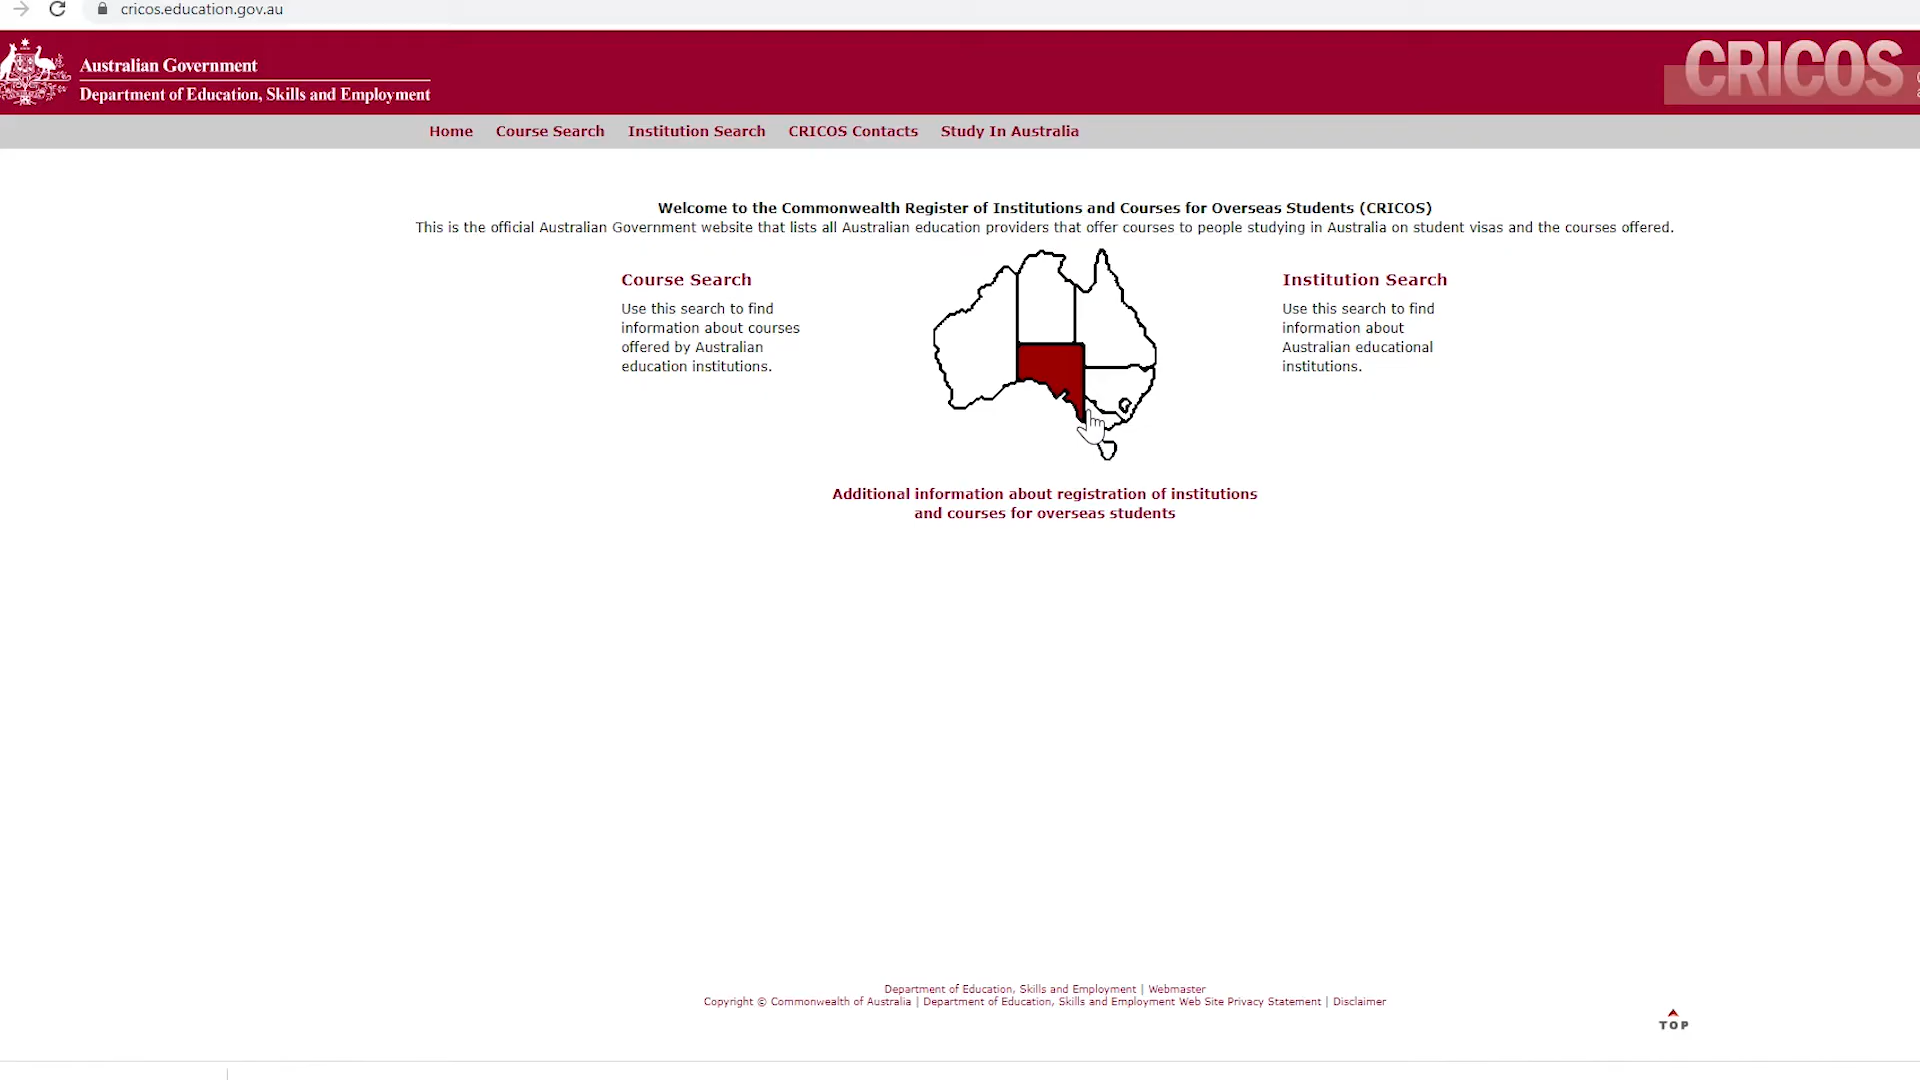 cricos.education.gov.au
Australian Government
Department of Education, Skills and Employment
CRICOS
Home Course Search Institution Search CRICOS Contacts Study In Australia
Welcome to the Commonwealth Register of Institutions and Courses for Overseas Students (CRICOS)
This is the official Australian Government website that lists all Australian education providers that offer courses to people studying in Australia on student visas and the courses offered.
Course Search
Use this search to find
information about courses
offered by Australian
education institutions.
Institution Search
Use this search to find
information about
Australian educational
institutions.
Additional information about registration of institutions
and courses for overseas students
Department of Education, Skills and Employment | Webmaster
Copyright © Commonwealth of Australia | Department of Education, Skills and Employment Web Site Privacy Statement | Disclaimer
TOP